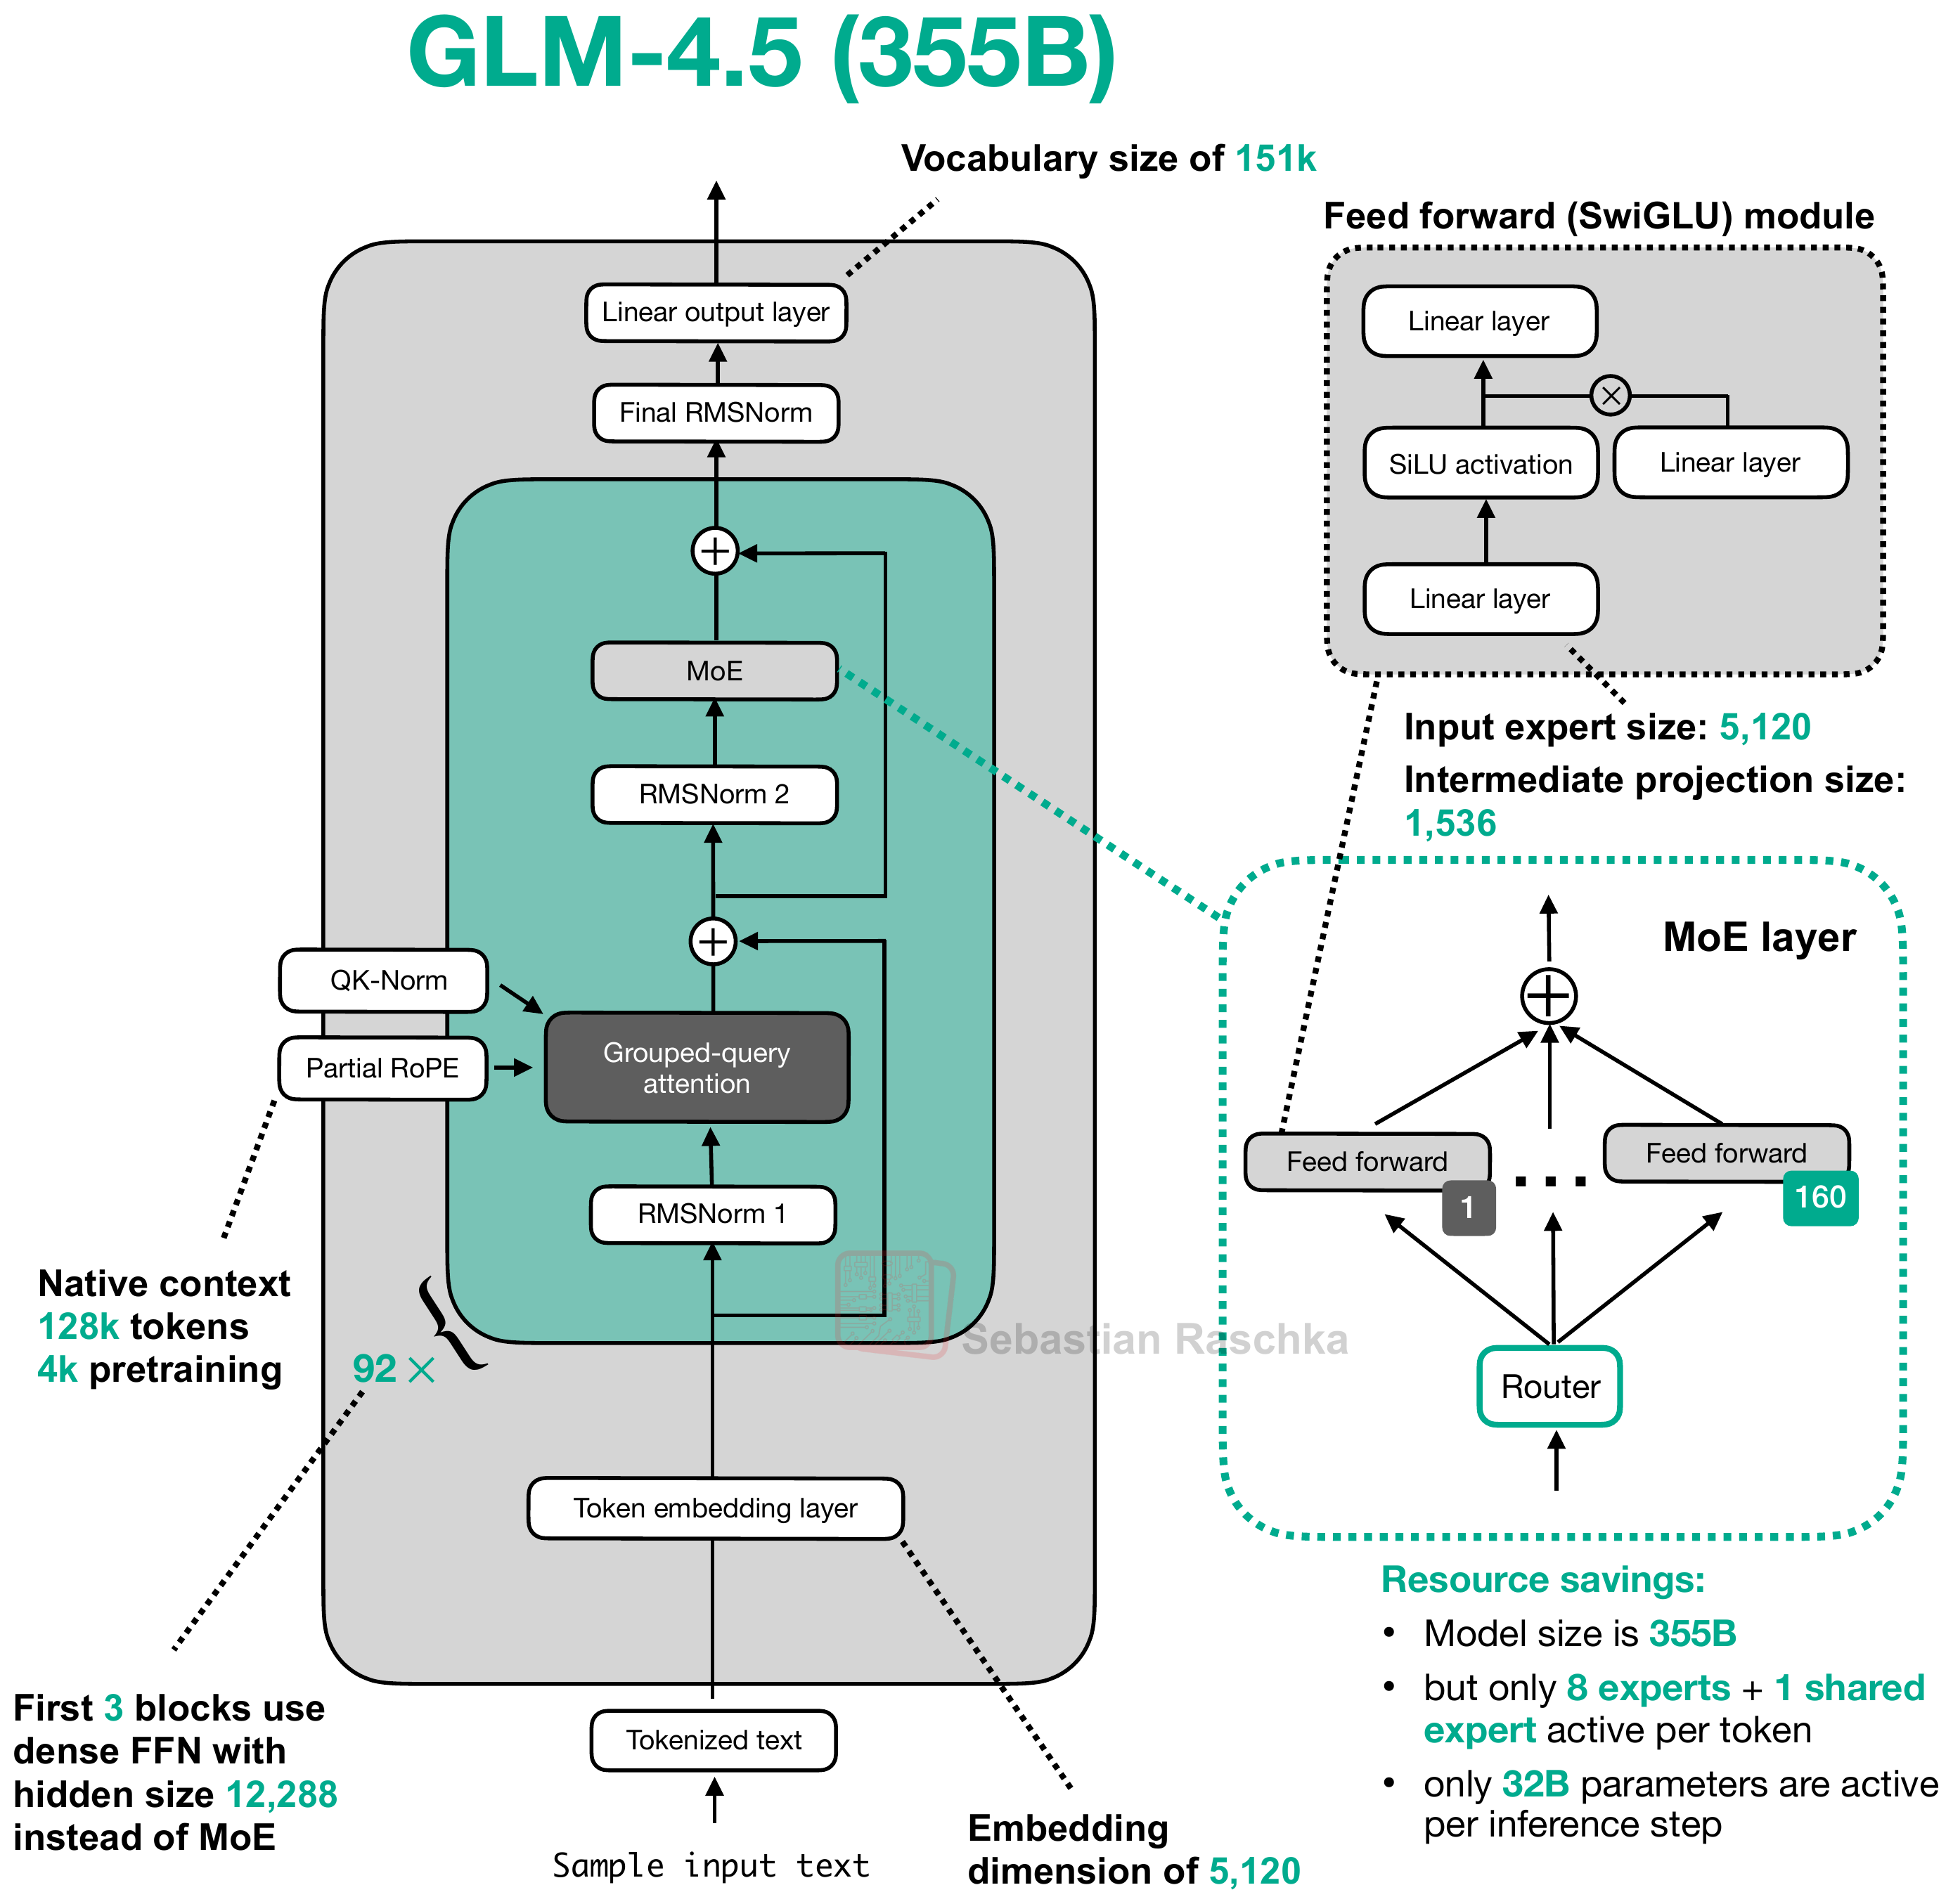 GLM-4.5 (355B)
Vocabulary size of 151k
Linear output layer
Final RMSNorm
MoE
RMSNorm 2
QK-Norm
Partial RoPE
Grouped-query
attention
RMSNorm 1
Native context
128k tokens
4k pretraining
92 ×
Token embedding layer
First 3 blocks use
dense FFN with
hidden size 12,288
instead of MoE
Tokenized text
Sample input text
Embedding
dimension of 5,120
Sebastian Raschka
Feed forward (SwiGLU) module
Linear layer
SiLU activation
Linear layer
Linear layer
Input expert size: 5,120
Intermediate projection size:
1,536
MoE layer
Feed forward
1
Feed forward
160
Router
Resource savings:
• Model size is 355B
• but only 8 experts + 1 shared
expert active per token
• only 32B parameters are active
per inference step